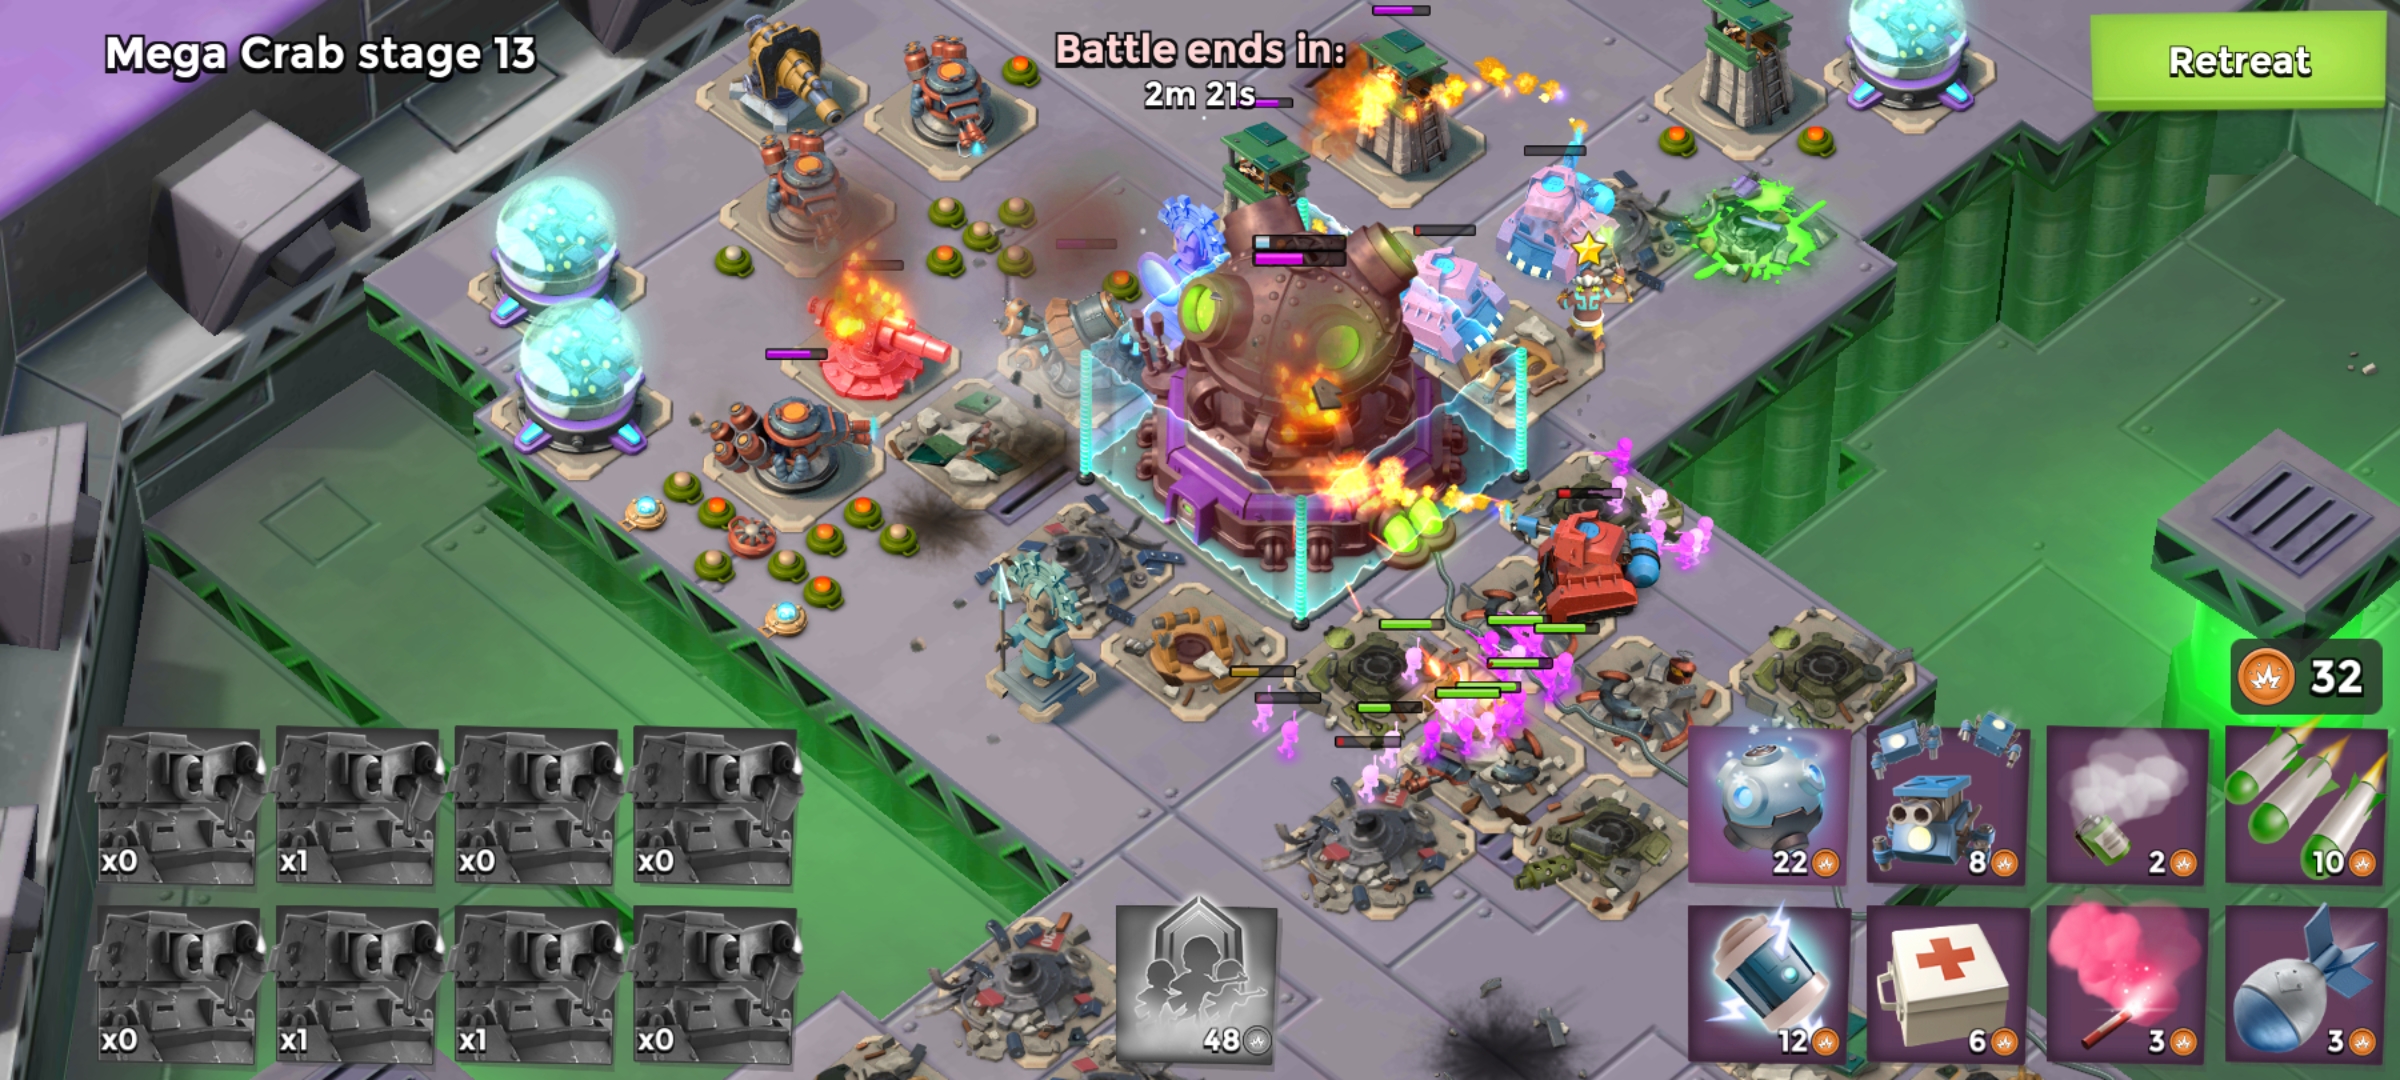 Mega Crab stage 13
Battle ends in:
2m 21s
Retreat
32
x0
x1
x0
x0
22
8
2
10
x0
x1
x1
x0
48
12
6
3
3